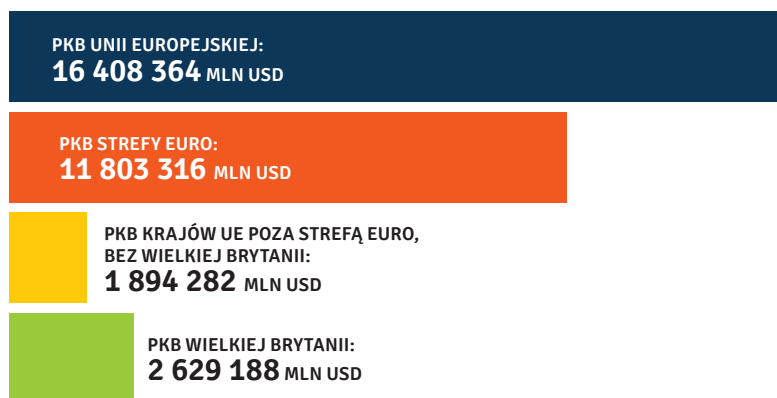 PKB UNII EUROPEJSKIEJ:
16 408 364 MLN USD
PKB STREFY EURO:
11 803 316 MLN USD
PKB KRAJÓW UE POZA STREFĄ EURO,
BEZ WIELKIEJ BRYTANII:
1 894 282 MLN USD
PKB WIELKIEJ BRYTANII:
2 629 188 MLN USD